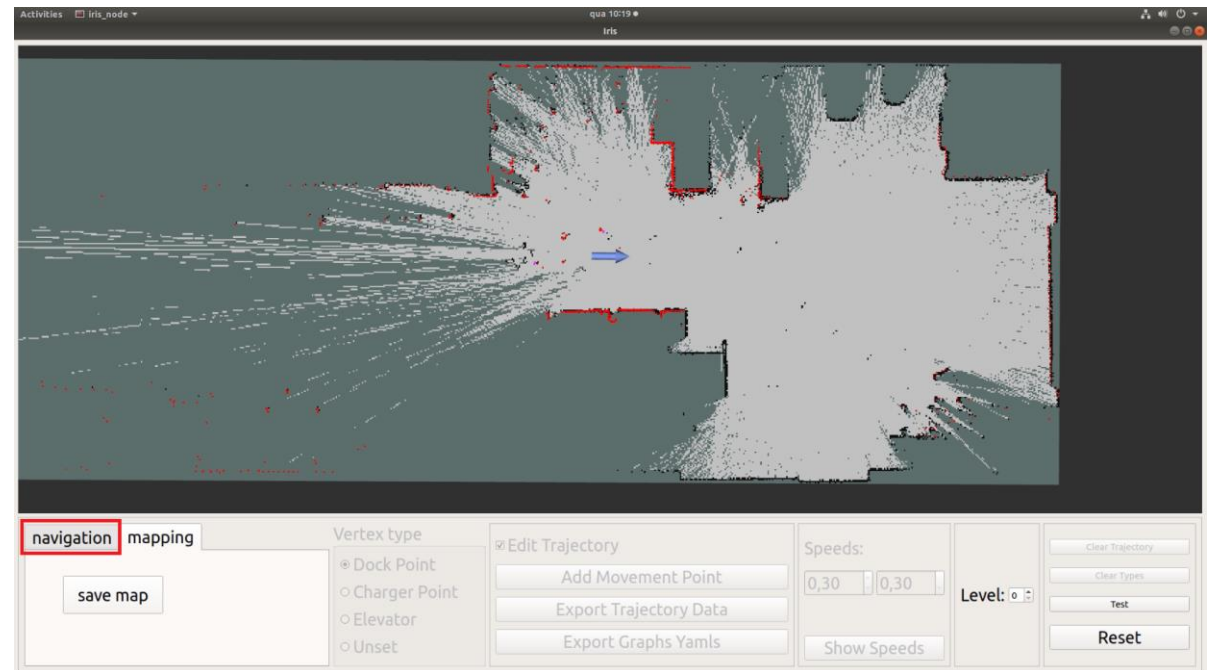 Activities iris_node qua 10:19
Iris
navigation mapping
save map
Vertex type
Dock Point
Charger Point
Elevator
Unset
Edit Trajectory
Add Movement Point
Export Trajectory Data
Export Graphs Yamls
Speeds:
0,30 0,30
Show Speeds
Level: 0
Clear Trajectory
Clear Types
Test
Reset